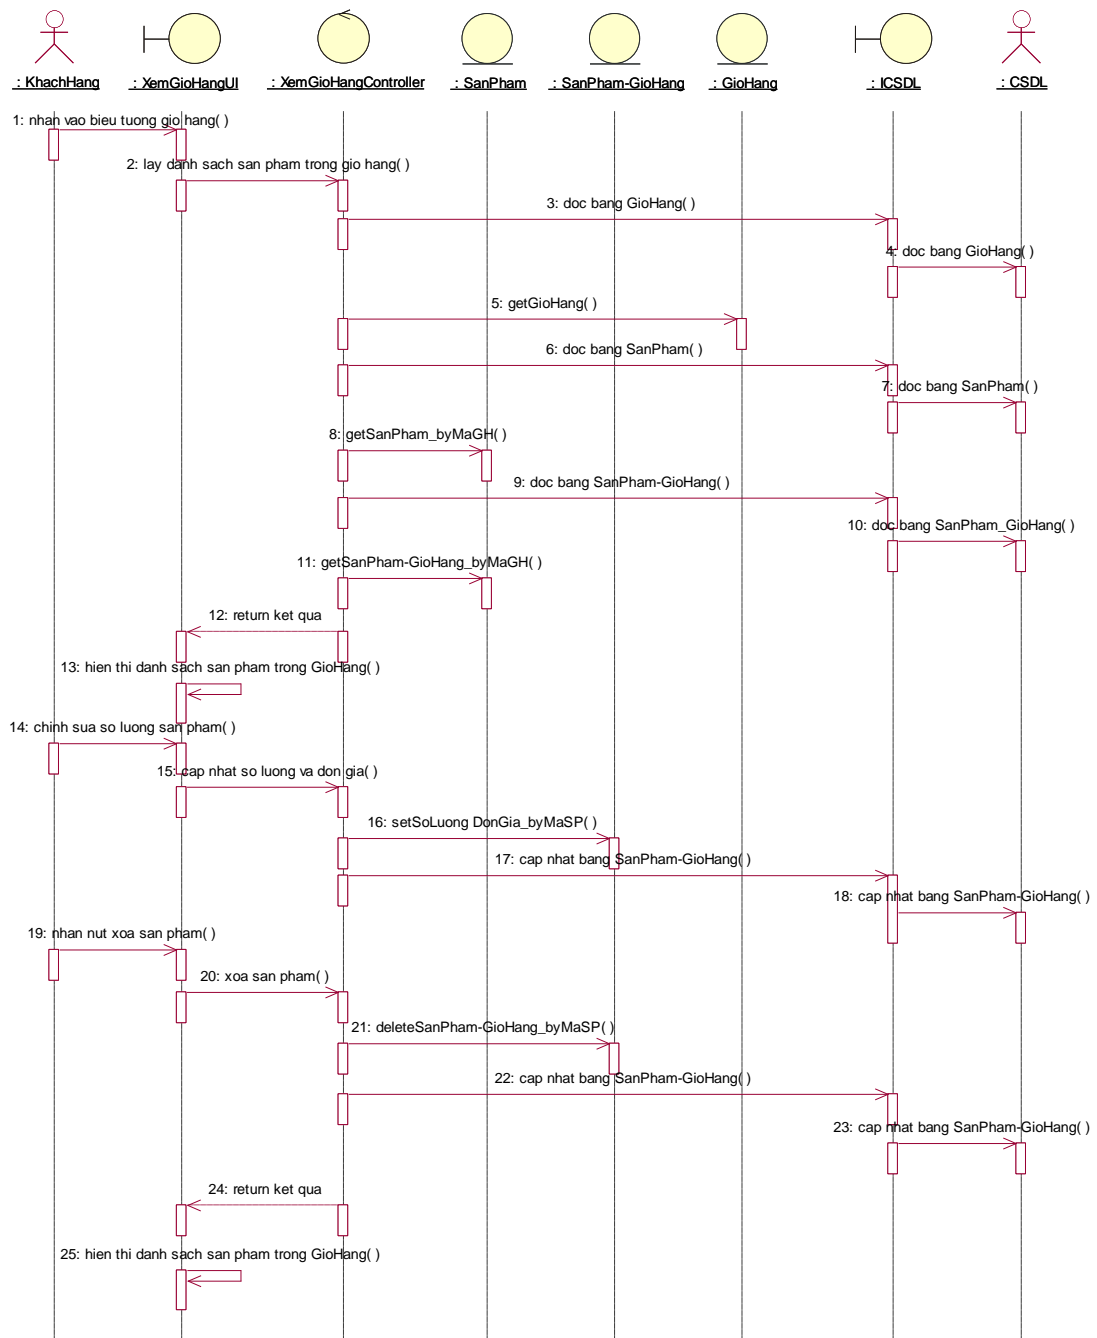 : KhachHang
: XemGioHangUI
: XemGioHangController
: SanPham
: SanPham-GioHang
: GioHang
: ICSDL
: CSDL
1: nhan vao bieu tuong gio hang( )
2: lay danh sach san pham trong gio hang( )
3: doc bang GioHang( )
4: doc bang GioHang( )
5: getGioHang( )
6: doc bang SanPham( )
7: doc bang SanPham( )
8: getSanPham_byMaGH( )
9: doc bang SanPham-GioHang( )
10: doc bang SanPham_GioHang( )
11: getSanPham-GioHang_byMaGH( )
12: return ket qua
13: hien thi danh sach san pham trong GioHang( )
14: chinh sua so luong san pham( )
15: cap nhat so luong va don gia( )
16: setSoLuong DonGia_byMaSP( )
17: cap nhat bang SanPham-GioHang( )
18: cap nhat bang SanPham-GioHang( )
19: nhan nut xoa san pham( )
20: xoa san pham( )
21: deleteSanPham-GioHang_byMaSP( )
22: cap nhat bang SanPham-GioHang( )
23: cap nhat bang SanPham-GioHang( )
24: return ket qua
25: hien thi danh sach san pham trong GioHang( )